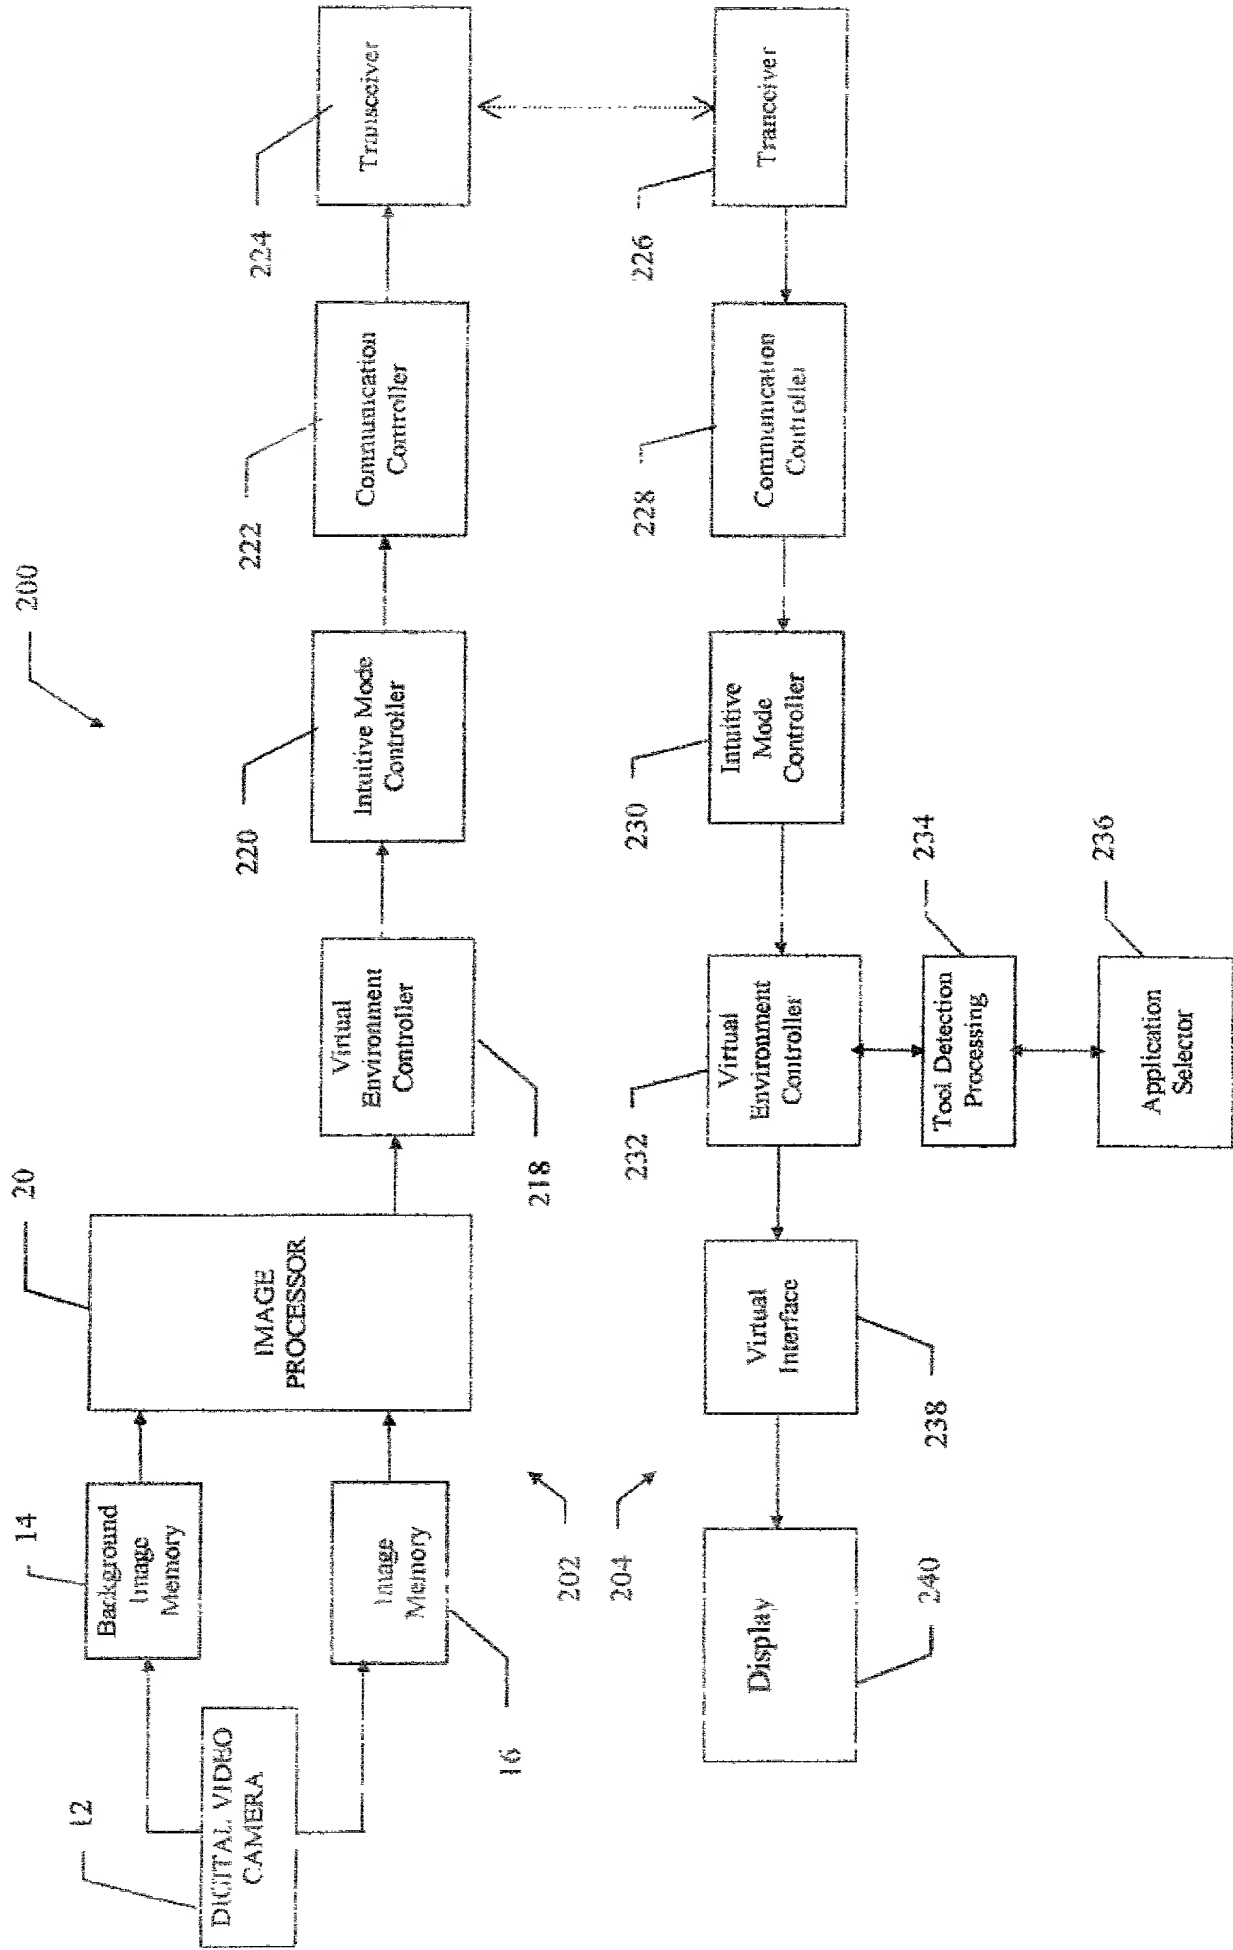 200
12
DIGITAL VIDEO
CAMERA
14
Background
Image
Memory
16
Image
Memory
20
IMAGE
PROCESSOR
218
Virtual
Environment
Controller
220
Intuitive Mode
Controller
222
Communication
Controller
224
Transceiver
202
204
226
Tranceiver
228
Communication
Controller
230
Intuitive
Mode
Controller
232
Virtual
Environment
Controller
234
Tool Detection
Processing
236
Application
Selector
238
Virtual
Interface
240
Display